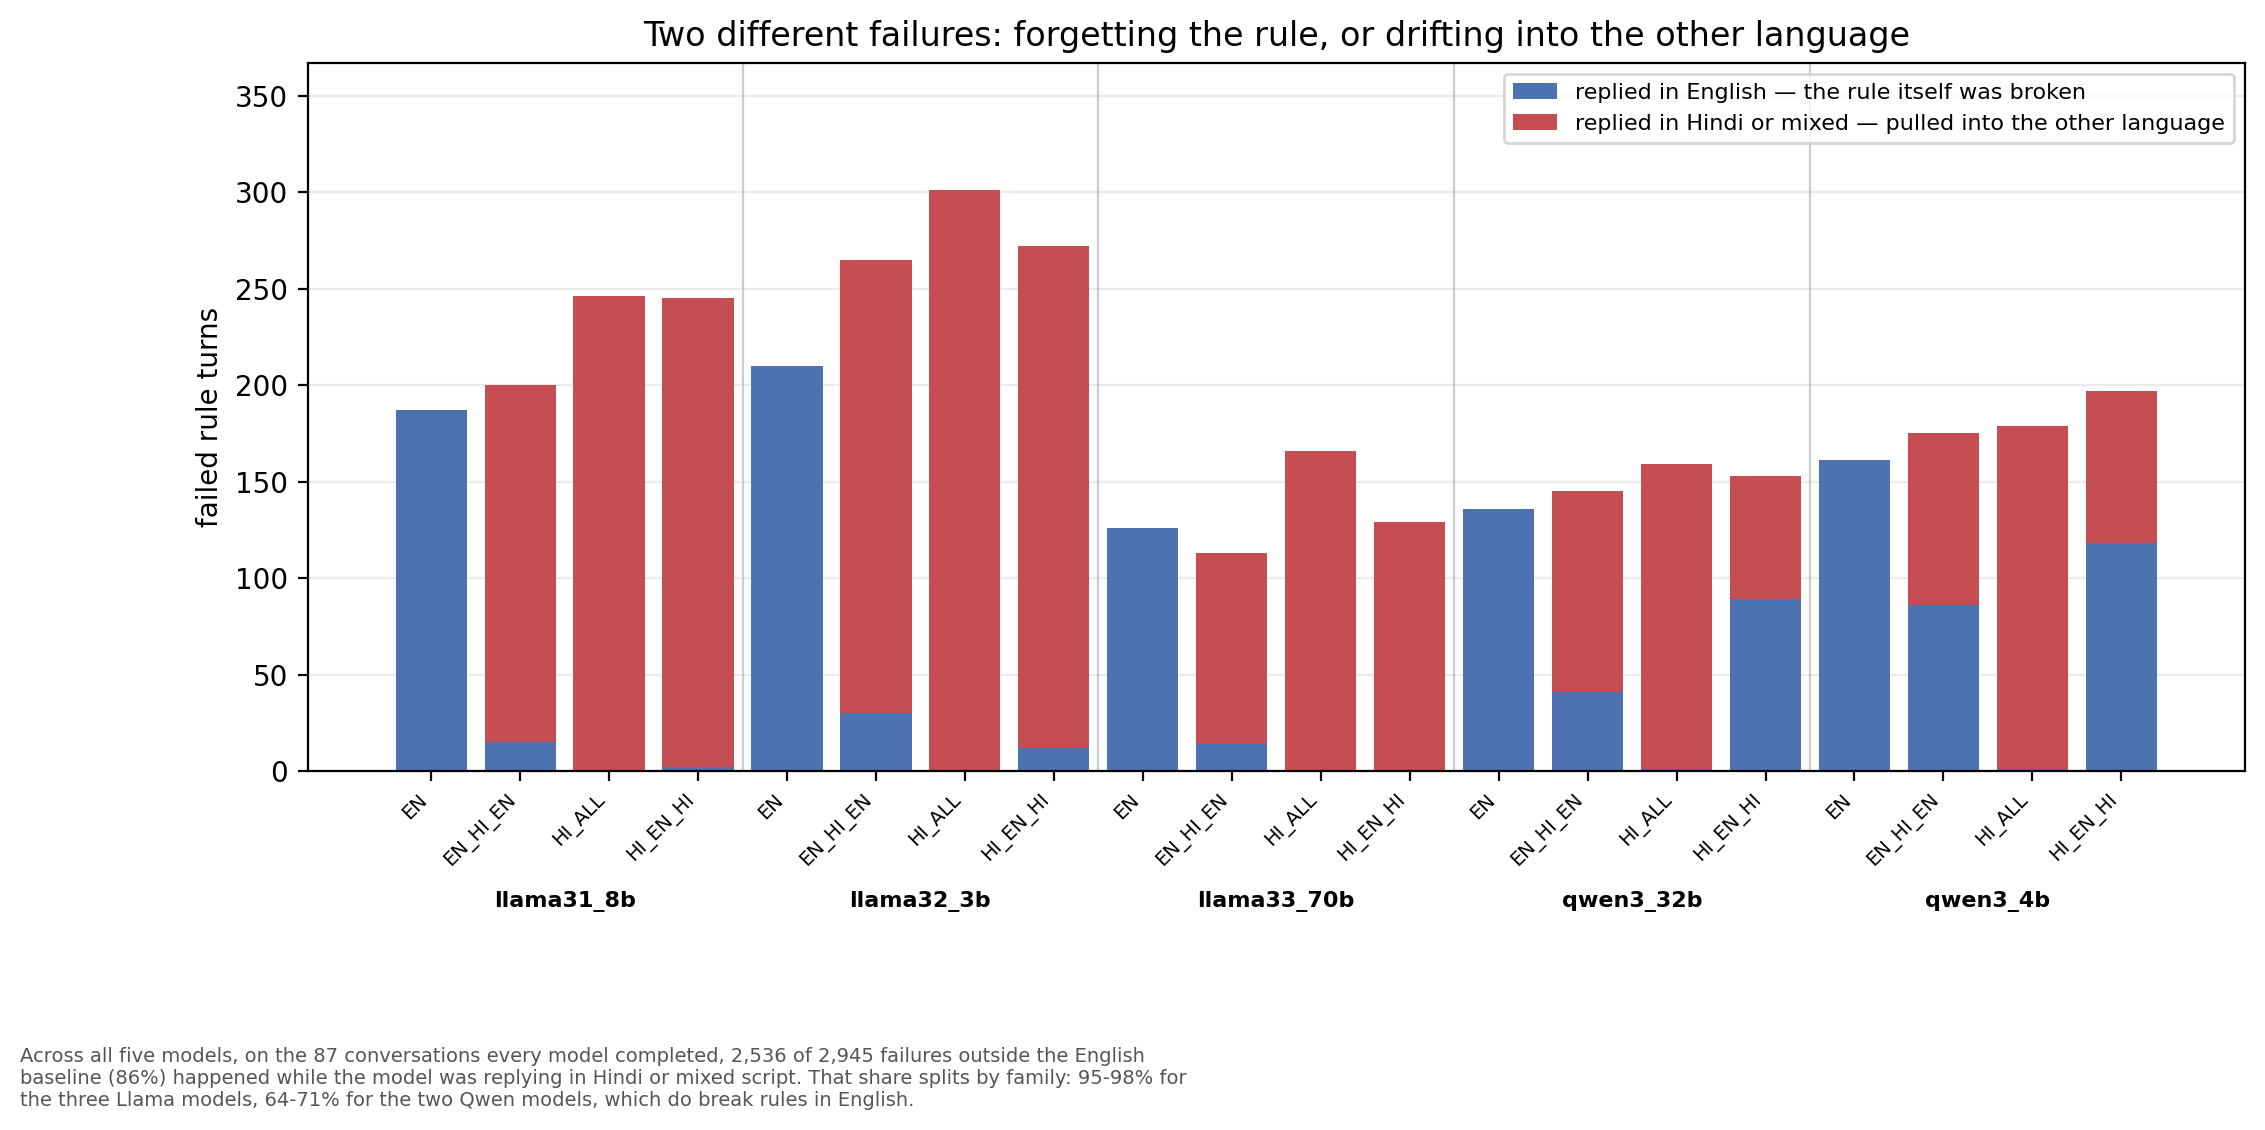 Two different failures: forgetting the rule, or drifting into the other language
replied in English — the rule itself was broken
replied in Hindi or mixed — pulled into the other language
failed rule turns
350
300
250
200
150
100
50
0
EN
EN_HI_EN
HI_ALL
HI_EN_HI
EN
EN_HI_EN
HI_ALL
HI_EN_HI
EN
EN_HI_EN
HI_ALL
HI_EN_HI
EN
EN_HI_EN
HI_ALL
HI_EN_HI
EN
EN_HI_EN
HI_ALL
HI_EN_HI
llama31_8b
llama32_3b
llama33_70b
qwen3_32b
qwen3_4b
Across all five models, on the 87 conversations every model completed, 2,536 of 2,945 failures outside the English
baseline (86%) happened while the model was replying in Hindi or mixed script. That share splits by family: 95-98% for
the three Llama models, 64-71% for the two Qwen models, which do break rules in English.